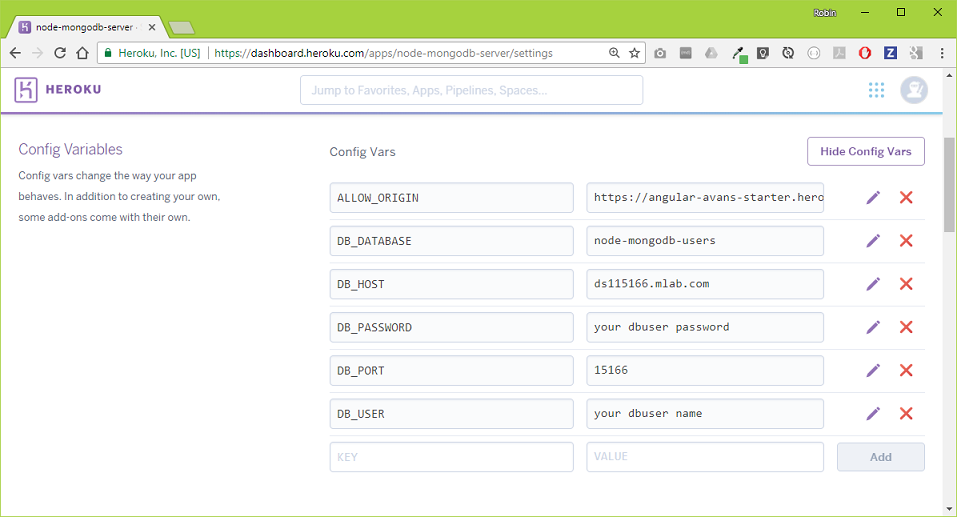 Robin
node-mongodb-server ·
Heroku, Inc. [US]
https://dashboard.heroku.com/apps/node-mongodb-server/settings
HEROKU
Jump to Favorites, Apps, Pipelines, Spaces...
Config Variables
Config vars change the way your app
behaves. In addition to creating your own,
some add-ons come with their own.
Config Vars
Hide Config Vars
ALLOW_ORIGIN
https://angular-avans-starter.hero
DB_DATABASE
node-mongodb-users
DB_HOST
ds115166.mlab.com
DB_PASSWORD
your dbuser password
DB_PORT
15166
DB_USER
your dbuser name
KEY
VALUE
Add